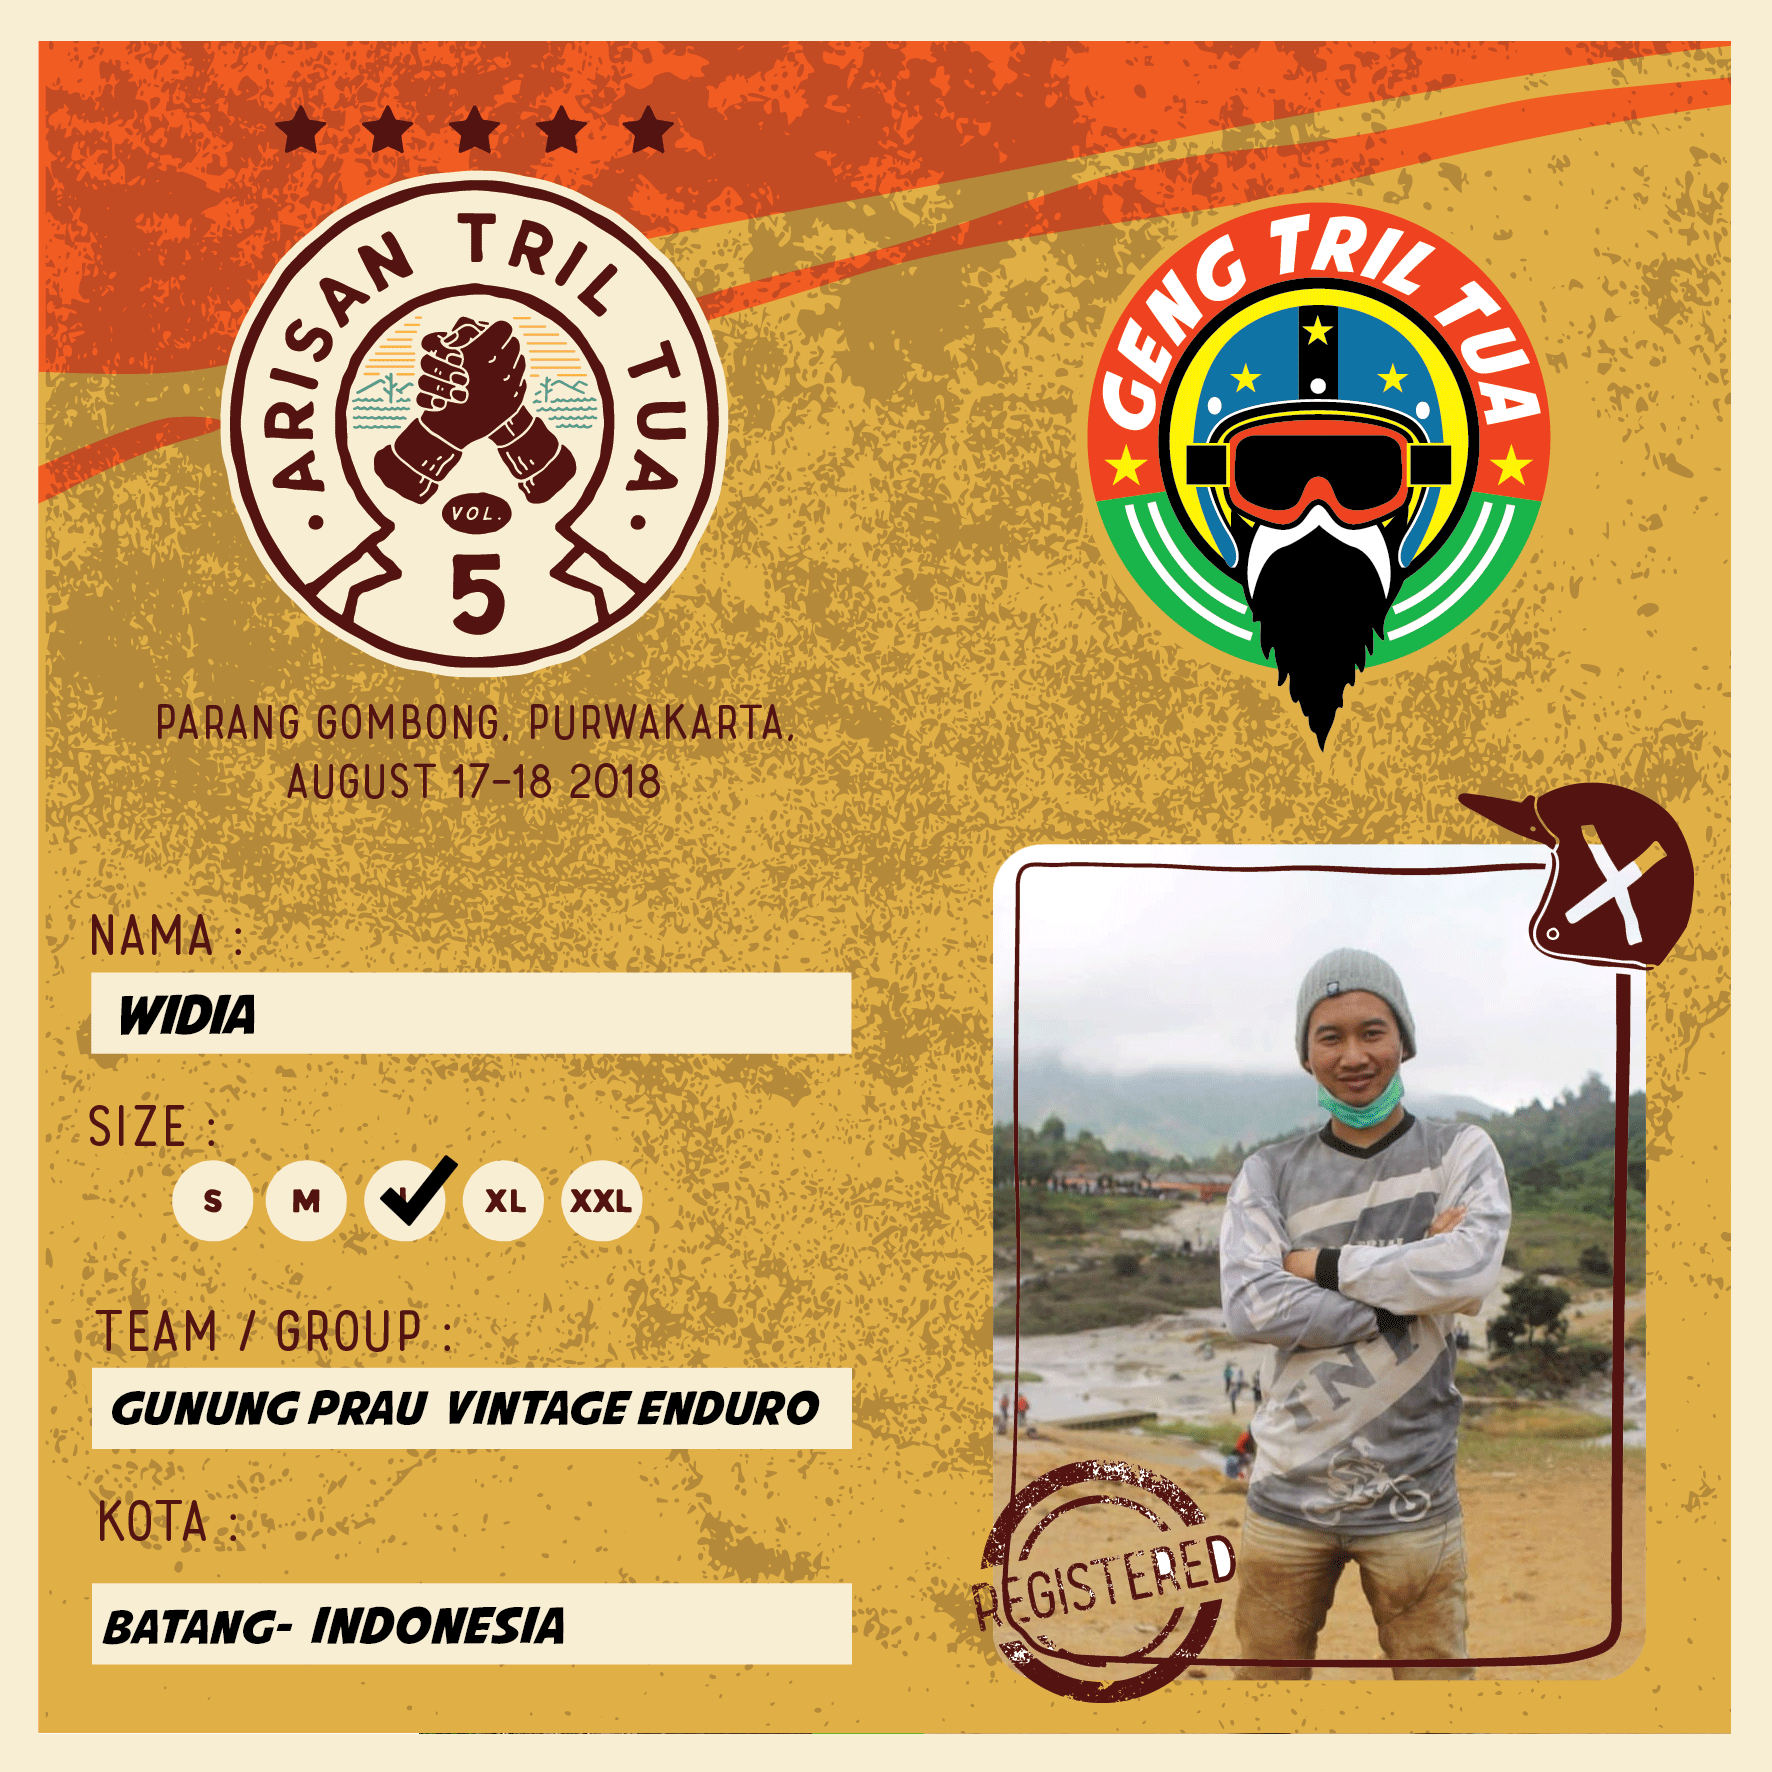 ARISAN TRIL TUA
VOL.
5
GENG TRIL TUA
PARANG GOMBONG, PURWAKARTA,
AUGUST 17-18 2018
NAMA :
WIDIA
SIZE :
S M L XL XXL
TEAM / GROUP :
GUNUNG PRAU VINTAGE ENDURO
KOTA :
BATANG- INDONESIA
REGISTERED